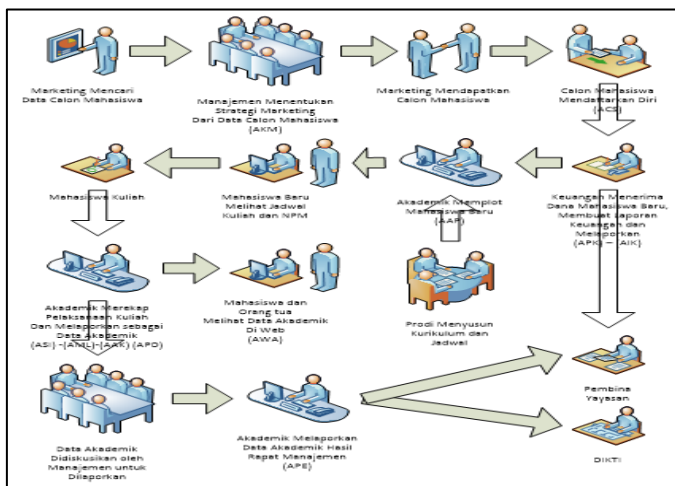 Marketing Mencari
Data Calon Mahasiswa
Manajemen Menentukan
Strategi Marketing
Dari Data Calon Mahasiswa
(AKM)
Marketing Mendapatkan
Calon Mahasiswa
Calon Mahasiswa
Mendaftarkan Diri
(ACS)
Mahasiswa Kuliah
Mahasiswa Baru
Melihat Jadwal
Kuliah dan NPM
Akademik Memplot
Mahasiswa Baru
(AAP)
Keuangan Menerima
Dana Mahasiswa Baru,
Membuat Laporan
Keuangan dan
Melaporkan
(APK) – (AIK)
Akademik Merekap
Pelaksanaan Kuliah
Dan Melaporkan sebagai
Data Akademik
(ASI) -(AML)-(AAK) (APD)
Mahasiswa dan
Orang tua
Melihat Data Akademik
Di Web
(AWA)
Prodi Menyusun
Kurikulum dan
Jadwal
Pembina
Yayasan
Data Akademik
Didiskusikan oleh
Manajemen untuk
Dilaporkan
Akademik Melaporkan
Data Akademik Hasil
Rapat Manajemen
(APE)
DIKTI